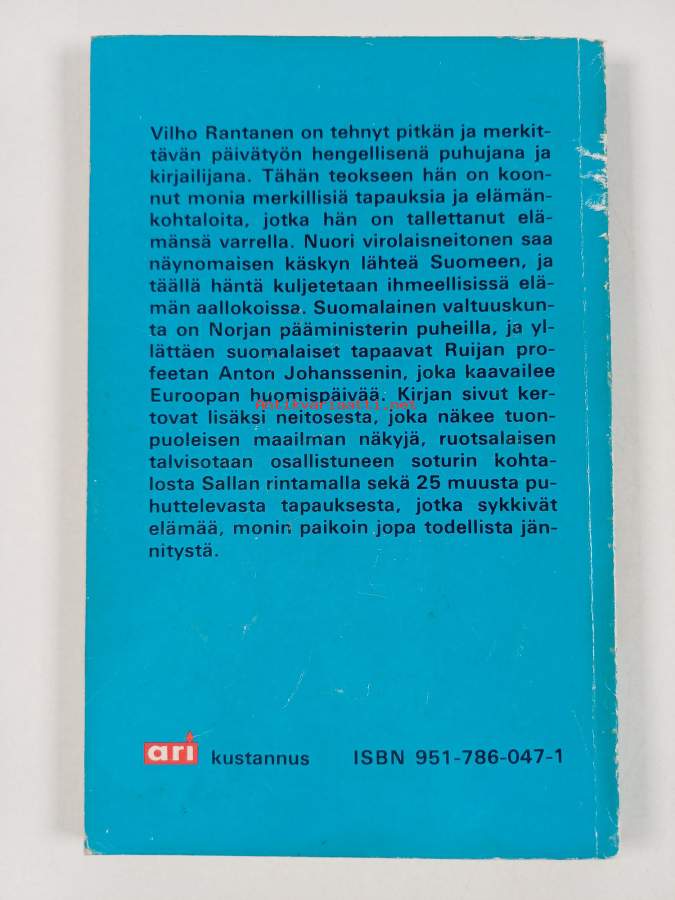 Vilho Rantanen on tehnyt pitkän ja merkit-
tävän päivätyön hengellisenä puhujana ja
kirjailijana. Tähän teokseen hän on koon-
nut monia merkillisiä tapauksia ja elämän-
kohtaloita, jotka hän on tallettanut elä-
mänsä varrella. Nuori virolaisneitonen saa
näynomaisen käskyn lähteä Suomeen, ja
täällä häntä kuljetetaan ihmeellisissä elä-
män aallokoissa. Suomalainen valtuuskun-
ta on Norjan pääministerin puheilla, ja yl-
lättäen suomalaiset tapaavat Ruijan pro-
feetan Anton Johanssenin, joka kaavailee
Euroopan huomispäivää. Kirjan sivut ker-
Antikvariaatti.net
tovat lisäksi neitosesta, joka näkee tuon-
puoleisen maailman näkyjä, ruotsalaisen
talvisotaan osallistuneen soturin kohta-
losta Sallan rintamalla sekä 25 muusta pu-
huttelevasta tapauksesta, jotka sykkivät
elämää, monin paikoin jopa todellista jän-
nitystä.
ari kustannus ISBN 951-786-047-1